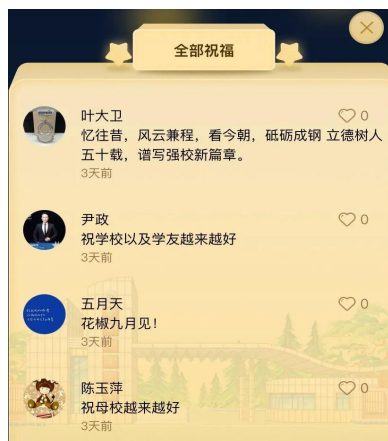 全部祝福
叶大卫
0
忆往昔，风云兼程，看今朝，砥砺成钢 立德树人
五十载，谱写强校新篇章。
3天前
尹政
0
祝学校以及学友越来越好
3天前
五月天
0
花椒九月见！
3天前
陈玉萍
0
祝母校越来越好
3天前